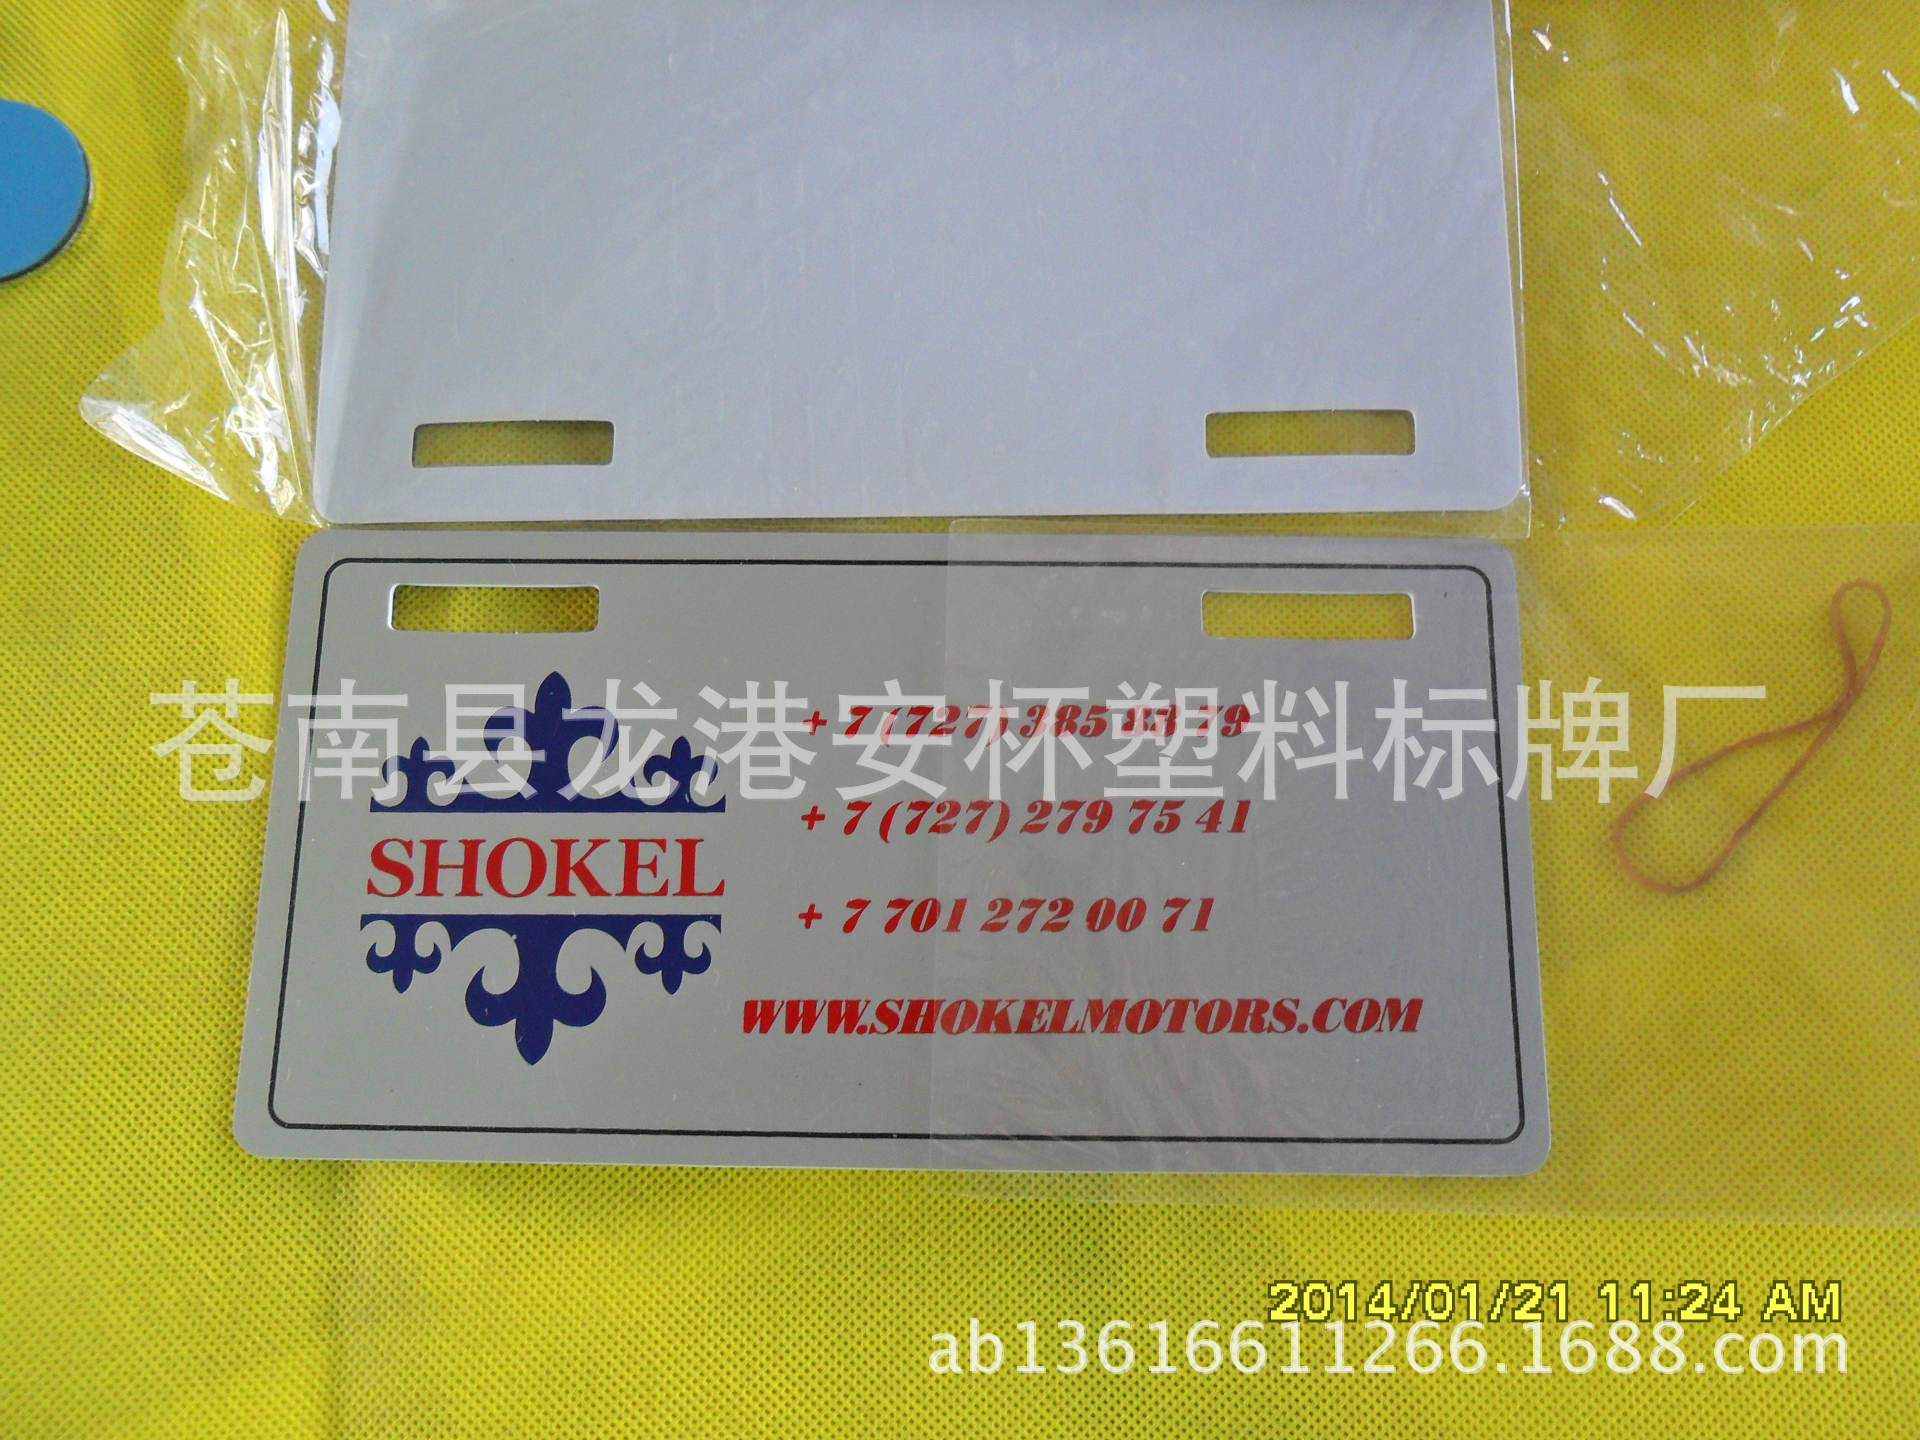 苍南县龙港安杯塑料标牌厂
+ 7 (727) 385 88 79
+ 7 (727) 279 75 41
SHOKEL
+ 7 701 272 00 71
WWW.SHOKELMOTORS.COM
2014/01/21 11:24 AM
ab13616611266.1688.com